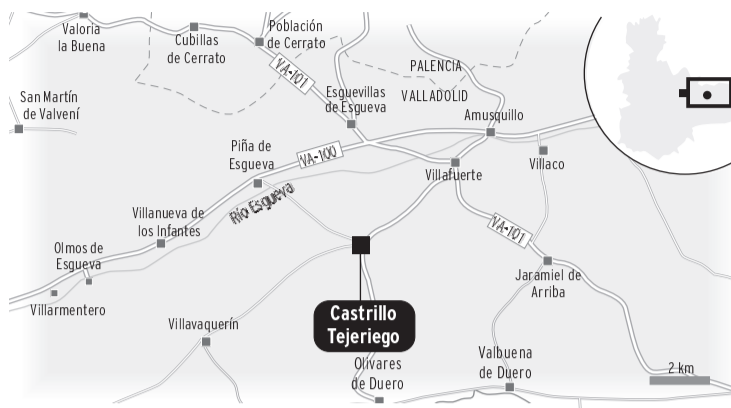 Valoria
la Buena
Cubillas
de Cerrato
Población
de Cerrato
VA-101
PALENCIA
VALLADOLID
San Martín
de Valvení
Esguevillas
de Esgueva
Amusquillo
Piña de
Esgueva
VA-100
Villafuerte
Villaco
Río Esgueva
Villanueva de
los Infantes
VA-101
Olmos de
Esgueva
Jaramiel de
Arriba
Villarmentero
Castrillo
Tejeriego
Villavaquerín
Olivares
de Duero
Valbuena
de Duero
2 km